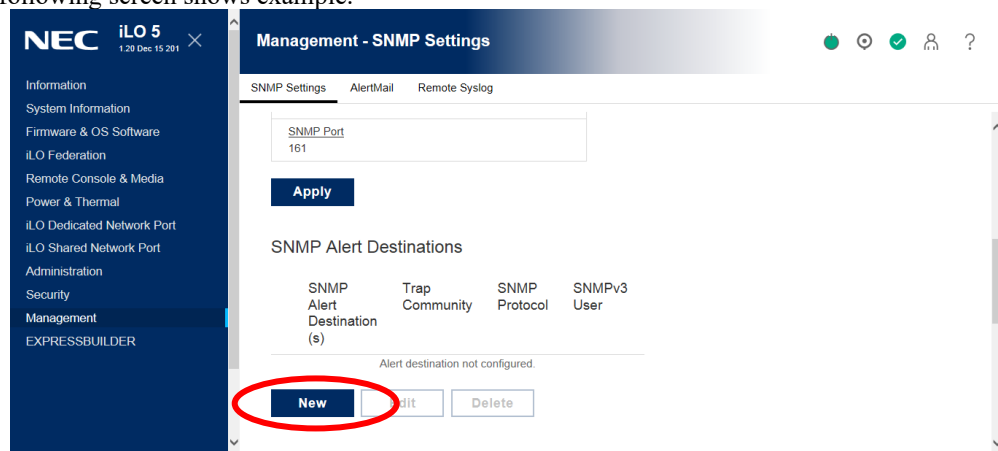 following screen shows example.
NEC iLO 5
1.20 Dec 15 201
Management - SNMP Settings
?
Information
System Information
Firmware & OS Software
iLO Federation
Remote Console & Media
Power & Thermal
iLO Dedicated Network Port
iLO Shared Network Port
Administration
Security
Management
EXPRESSBUILDER
SNMP Settings AlertMail Remote Syslog
SNMP Port
161
Apply
SNMP Alert Destinations
SNMP Alert Destination (s)
Trap Community
SNMP Protocol
SNMPv3 User
Alert destination not configured.
New Edit Delete